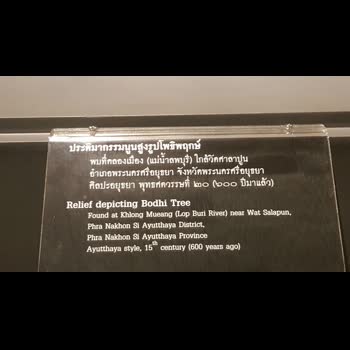 ประติมากรรมนูนสูงรูปโพธิพฤกษ์
พบที่คลองเมือง (แม่น้ำลพบุรี) ใกล้วัดศาลาปูน
อำเภอพระนครศรีอยุธยา จังหวัดพระนครศรีอยุธยา
ศิลปะอยุธยา พุทธศตวรรษที่ ๒๐ (๖๐๐ ปีมาแล้ว)
Relief depicting Bodhi Tree
Found at Khlong Mueang (Lop Buri River) near Wat Salapun,
Phra Nakhon Si Ayutthaya District,
Phra Nakhon Si Ayutthaya Province
Ayutthaya style, 15th century (600 years ago)